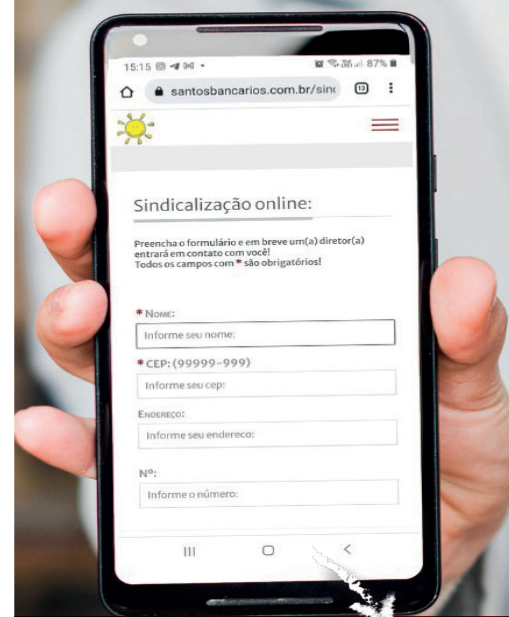 15:15
87%
santosbancarios.com.br/sind
13
Sindicalização online:
Preencha o formulário e em breve um(a) diretor(a)
entrará em contato com você!
Todos os campos com * são obrigatórios!
* Nome:
Informe seu nome:
* CEP: (99999-999)
Informe seu cep:
Endereço:
Informe seu endereco:
Nº:
Informe o número: